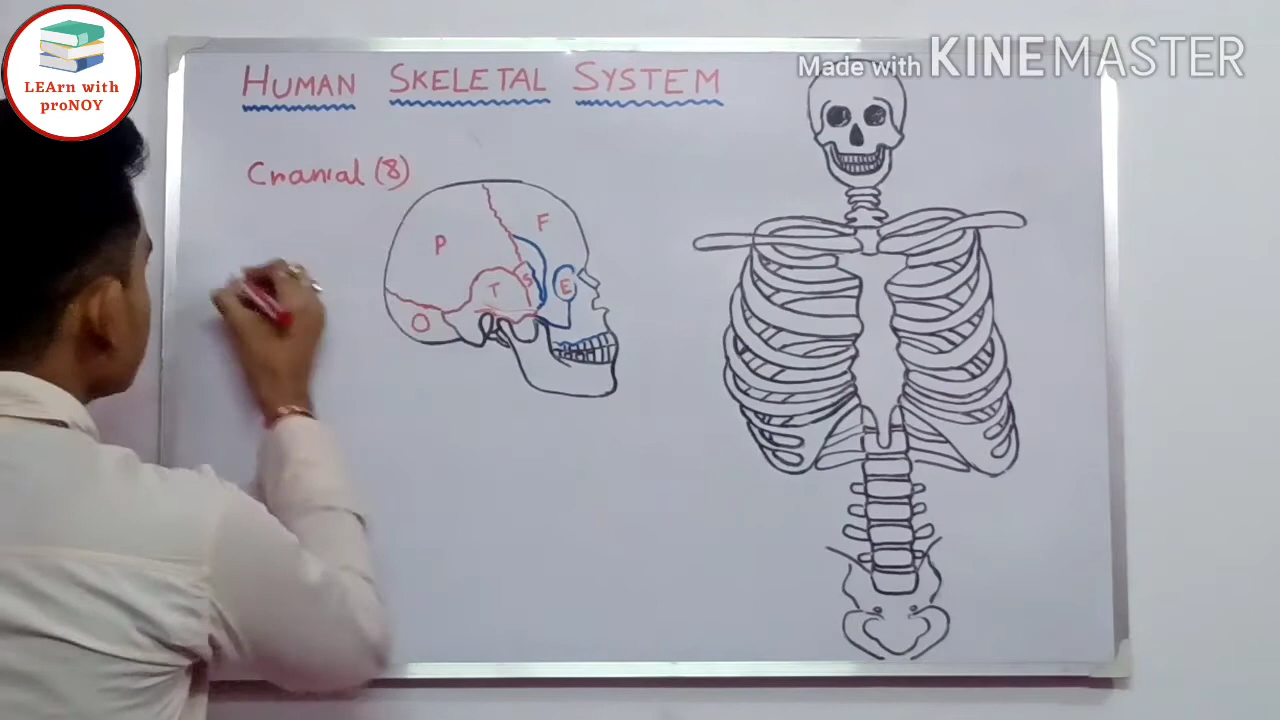 LEArn with
proNOY
Made with KINEMASTER
HUMAN SKELETAL SYSTEM
Cranial (8)
P
F
T
S
E
O